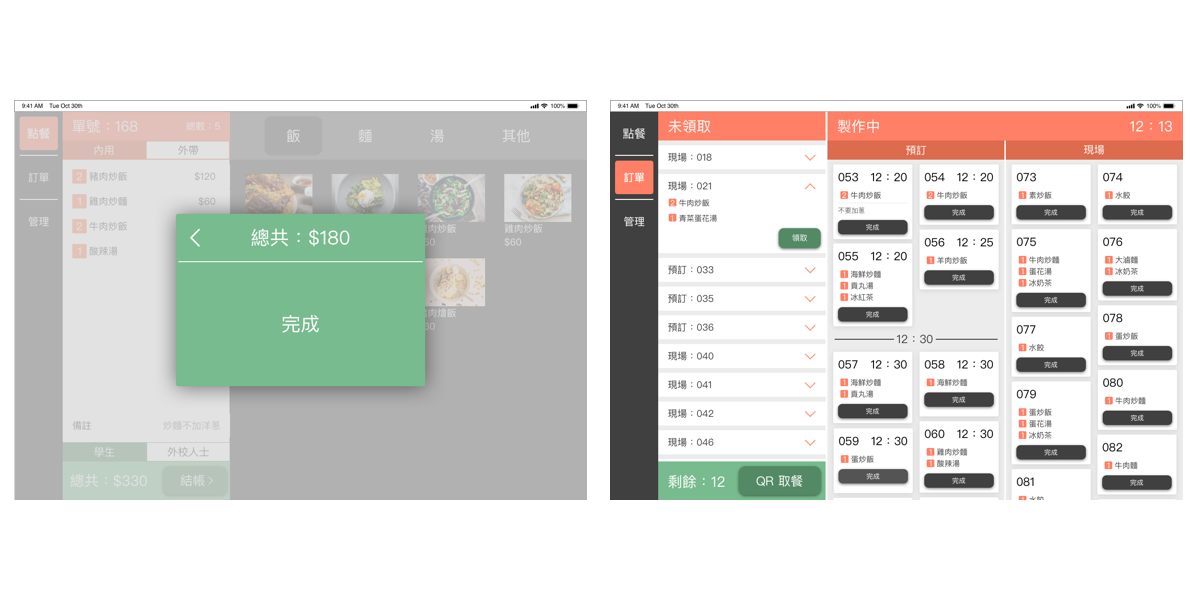 9:41 AM Tue Oct 30th
100%
點餐
訂單
管理
單號：168
總數：5
內用
外帶
2 豬肉炒飯 $120
1 雞肉炒麵 $60
2 牛肉炒飯
1 酸辣湯
備註 炒麵不加洋蔥
學生
外校人士
總共：$330
結帳
飯
麵
湯
其他
肉炒飯
50
雞肉炒飯
$60
總共：$180
完成
9:41 AM Tue Oct 30th
100%
點餐
訂單
管理
未領取
現場：018
現場：021
2 牛肉炒飯
1 青菜蛋花湯
領取
預訂：033
預訂：035
預訂：036
現場：040
現場：041
現場：042
現場：046
剩餘：12
QR 取餐
製作中
12：13
預訂
053 12：20
2 牛肉炒飯
不要加蔥
完成
054 12：20
2 牛肉炒飯
完成
055 12：20
1 海鮮炒麵
1 貢丸湯
1 冰紅茶
完成
056 12：25
1 羊肉炒飯
完成
12：30
057 12：30
1 海鮮炒麵
1 貢丸湯
完成
058 12：30
1 海鮮炒麵
完成
059 12：30
1 蛋炒飯
完成
060 12：30
1 雞肉炒麵
1 酸辣湯
完成
現場
073
1 素炒飯
完成
074
1 水餃
完成
075
1 牛肉炒麵
1 蛋花湯
1 冰奶茶
完成
076
1 大滷麵
1 冰奶茶
完成
077
1 水餃
完成
078
1 蛋炒飯
完成
079
1 蛋炒飯
1 蛋花湯
1 冰奶茶
完成
080
1 牛肉炒麵
完成
081
082
1 牛肉麵
完成